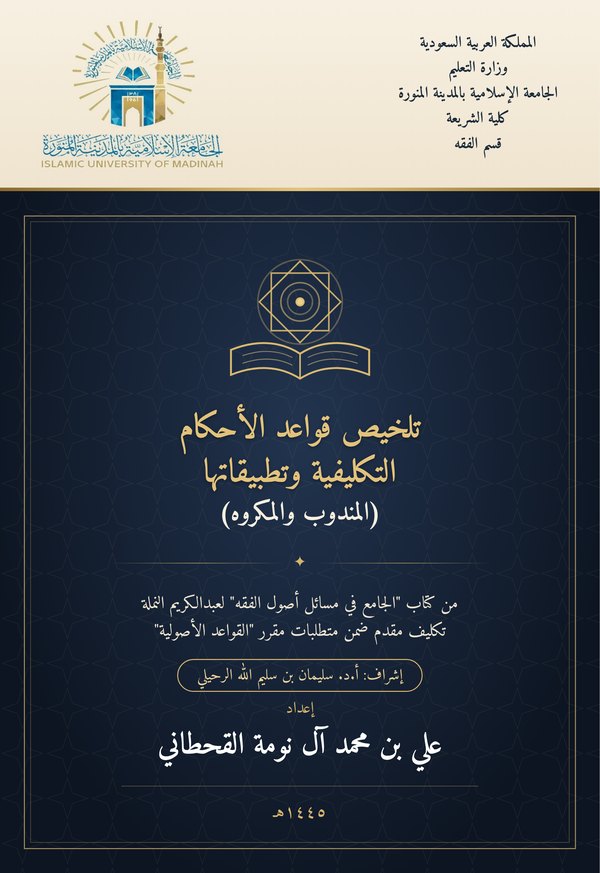 المملكة العربية السعودية
وزارة التعليم
الجامعة الإسلامية بالمدينة المنورة
كلية الشريعة
قسم الفقه
الجامعة الإسلامية بالمدينة المنورة
ISLAMIC UNIVERSITY OF MADINAH
تلخيص قواعد الأحكام
التكليفية وتطبيقاتها
(المندوب والمكروه)
من كتاب "الجامع في مسائل أصول الفقه" لعبدالكريم النملة
تكليف مقدم ضمن متطلبات مقرر "القواعد الأصولية"
إشراف: أ.د. سليمان بن سليم الله الرحيلي
إعداد
علي بن محمد آل نومة القحطاني
١٤٤٥هـ